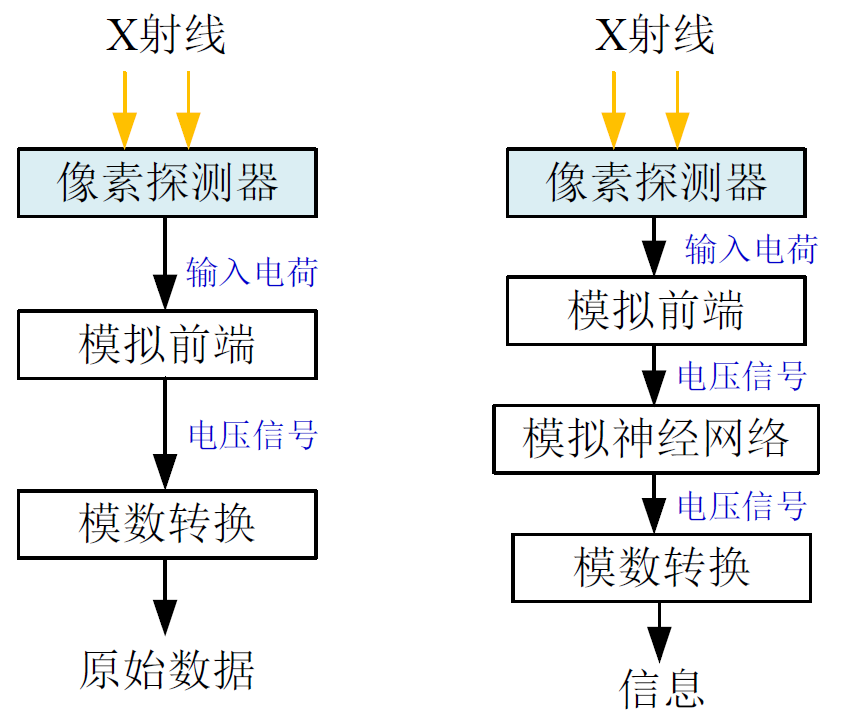 X射线
像素探测器
输入电荷
模拟前端
电压信号
模数转换
原始数据
X射线
像素探测器
输入电荷
模拟前端
电压信号
模拟神经网络
电压信号
模数转换
信息